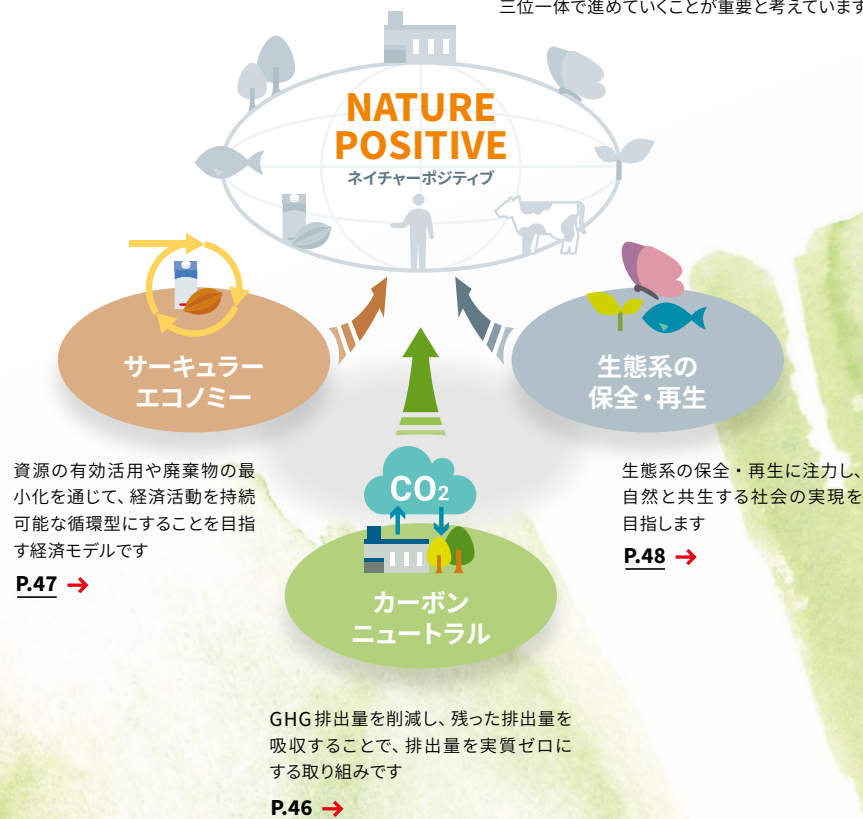 三位一体で進めていくことが重要と考えています
NATURE
POSITIVE
ネイチャーポジティブ
サーキュラー
エコノミー
生態系の
保全・再生
資源の有効活用や廃棄物の最
小化を通じて、経済活動を持続
可能な循環型にすることを目指
す経済モデルです
P.47 →
生態系の保全・再生に注力し、
自然と共生する社会の実現を
目指します
P.48 →
CO₂
カーボン
ニュートラル
GHG排出量を削減し、残った排出量を
吸収することで、排出量を実質ゼロに
する取り組みです
P.46 →